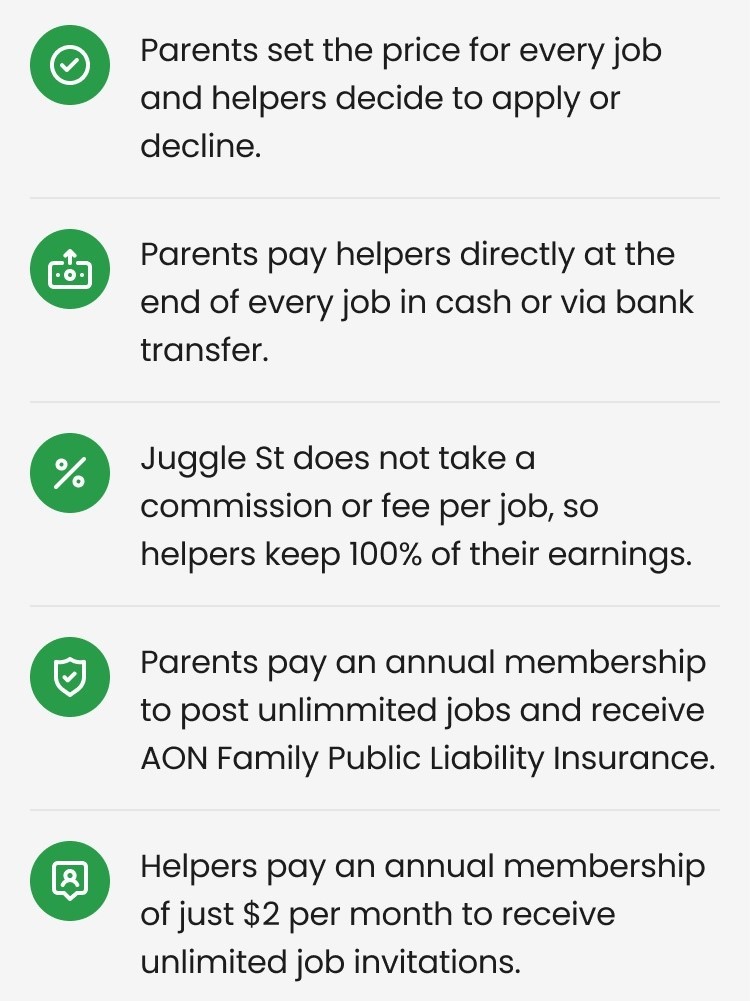 Parents set the price for every job
and helpers decide to apply or
decline.
Parents pay helpers directly at the
end of every job in cash or via bank
transfer.
Juggle St does not take a
commission or fee per job, so
helpers keep 100% of their earnings.
Parents pay an annual membership
to post unlimmited jobs and receive
AON Family Public Liability Insurance.
Helpers pay an annual membership
of just $2 per month to receive
unlimited job invitations.